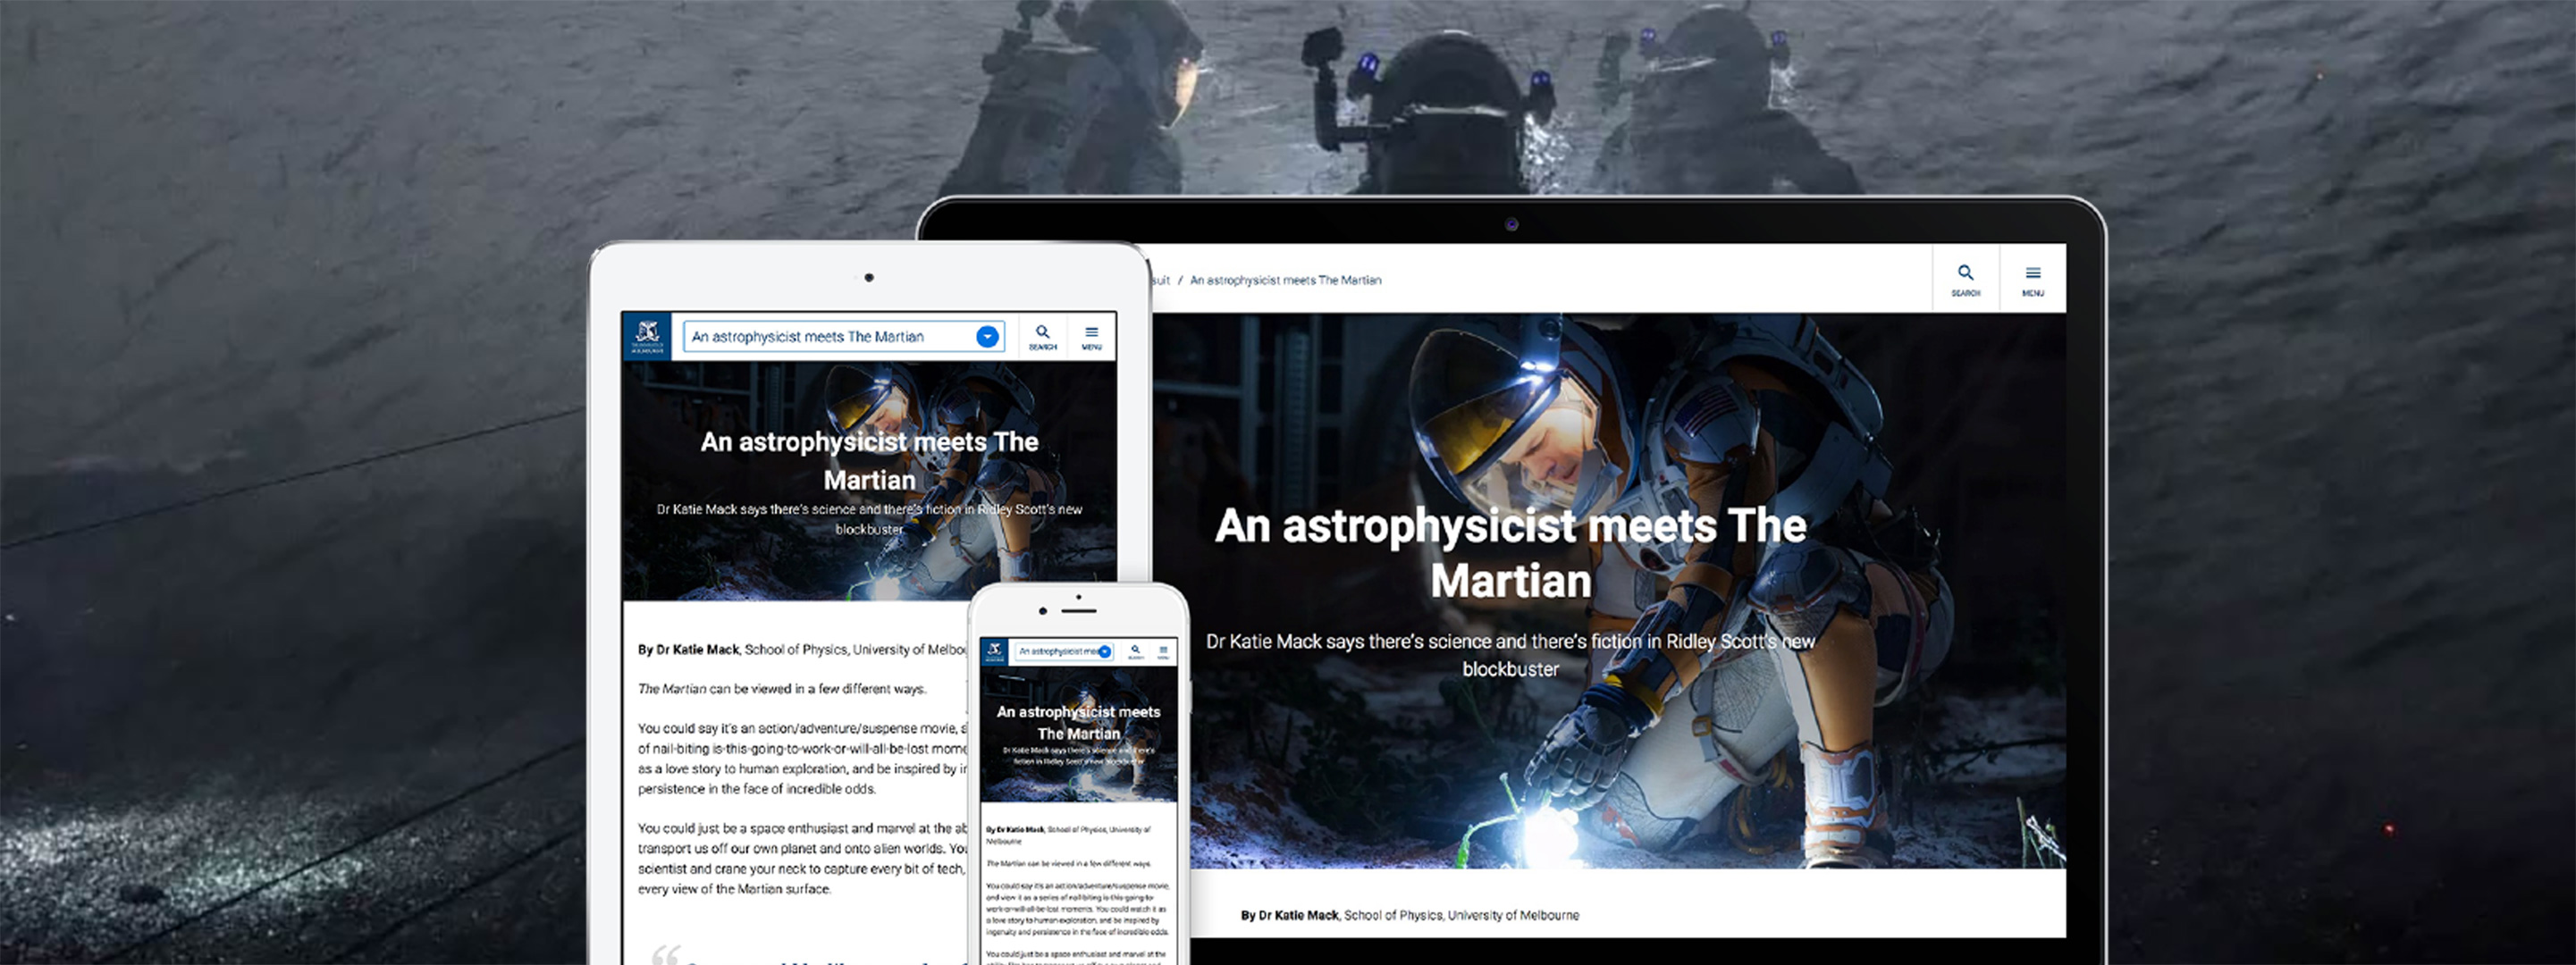 suit / An astrophysicist meets The Martian
SEARCH
MENU
An astrophysicist meets The
Martian
Dr Katie Mack says there's science and there's fiction in Ridley Scott's new
blockbuster
By Dr Katie Mack, School of Physics, University of Melbourne
An astrophysicist meets The Martian
SEARCH
MENU
An astrophysicist meets The
Martian
Dr Katie Mack says there's science and there's fiction in Ridley Scott's new
blockbuster
By Dr Katie Mack, School of Physics, University of Melbou
The Martian can be viewed in a few different ways.
You could say it's an action/adventure/suspense movie, a
of nail-biting is-this-going-to-work-or-will-all-be-lost mome
as a love story to human exploration, and be inspired by in
persistence in the face of incredible odds.
You could just be a space enthusiast and marvel at the ab
transport us off our own planet and onto alien worlds. You
scientist and crane your neck to capture every bit of tech,
every view of the Martian surface.
An astrophysicist mee
SEARCH
MENU
An astrophysicist meets
The Martian
Dr Katie Mack says there's science and there's
fiction in Ridley Scott's new blockbuster
By Dr Katie Mack, School of Physics, University of
Melbourne
The Martian can be viewed in a few different ways.
You could say it's an action/adventure/suspense movie,
and view it as a series of nail-biting is-this-going-to-
work-or-will-all-be-lost moments. You could watch it as
a love story to human exploration, and be inspired by
ingenuity and persistence in the face of incredible odds.
You could just be a space enthusiast and marvel at the